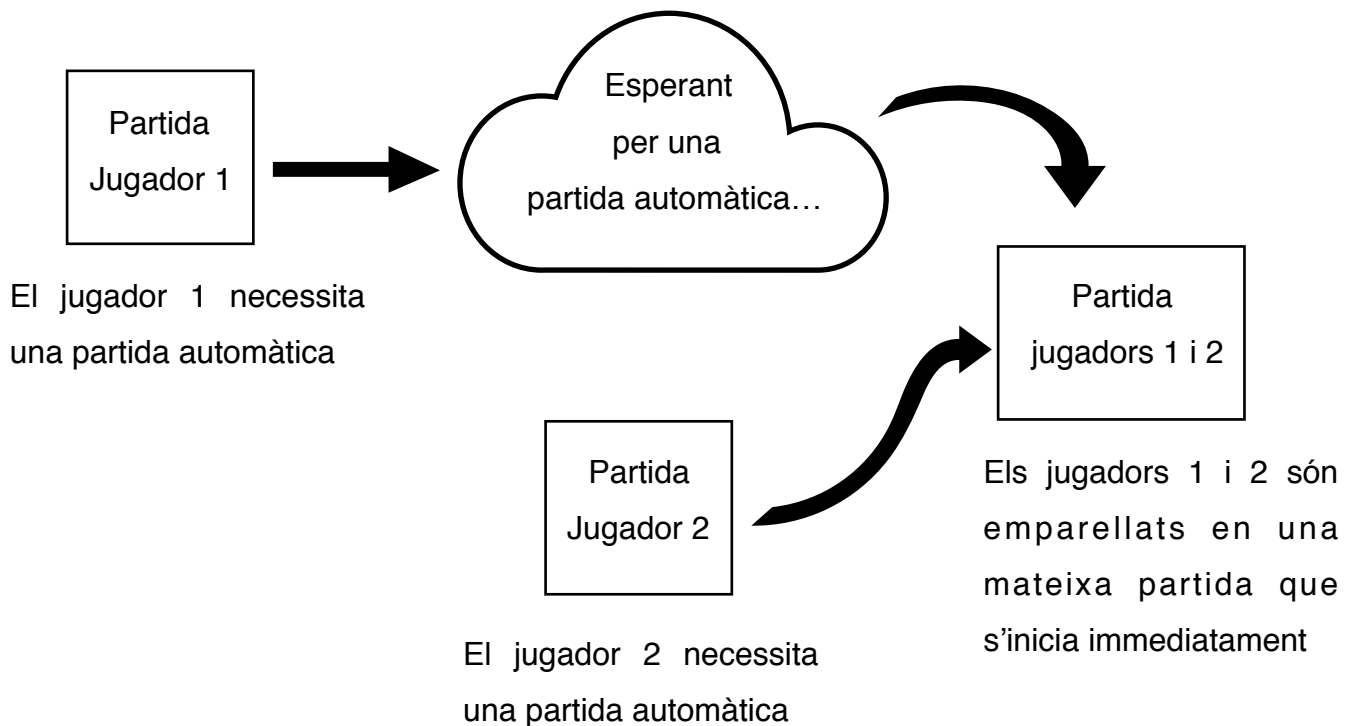 Partida
Jugador 1
El jugador 1 necessita
una partida automàtica
Esperant
per una
partida automàtica…
Partida
Jugador 2
El jugador 2 necessita
una partida automàtica
Partida
jugadors 1 i 2
Els jugadors 1 i 2 són
emparellats en una
mateixa partida que
s'inicia immediatament